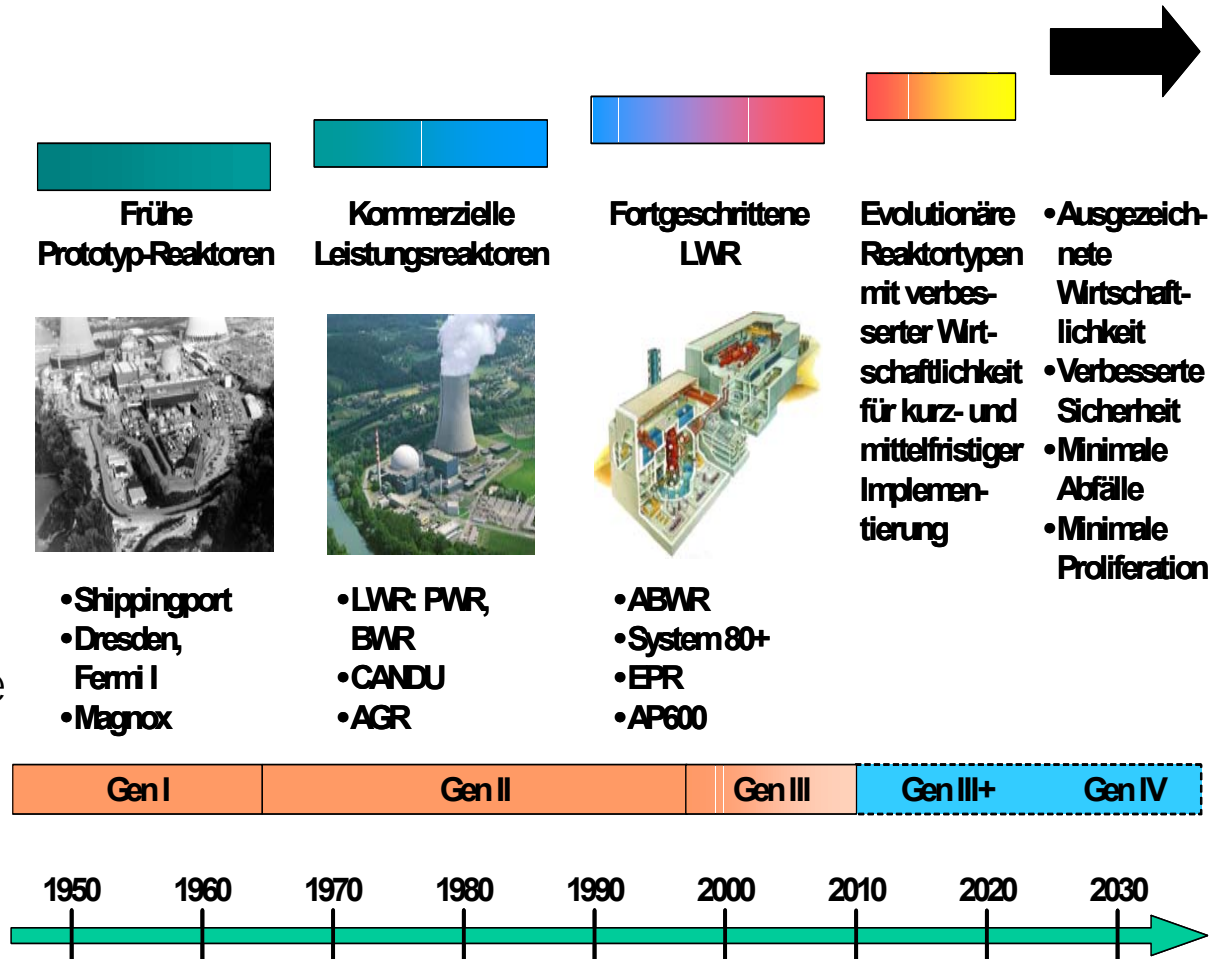 Frühe
Prototyp-Reaktoren
Kommerzielle
Leistungsreaktoren
Fortgeschrittene
LWR
Evolutionäre
Reaktortypen
mit verbes-
serter Wirt-
schaftlichkeit
für kurz- und
mittelfristiger
Implemen-
tierung
•Ausgezeich-
nete
Wirtschaft-
lichkeit
•Verbesserte
Sicherheit
•Minimale
Abfälle
•Minimale
Proliferation
•Shippingport
•Dresden,
Fermi I
•Magnox
•LWR: PWR,
BWR
•CANDU
•AGR
•ABWR
•System 80+
•EPR
•AP600
e
Gen I Gen II Gen III Gen III+ Gen IV
1950 1960 1970 1980 1990 2000 2010 2020 2030